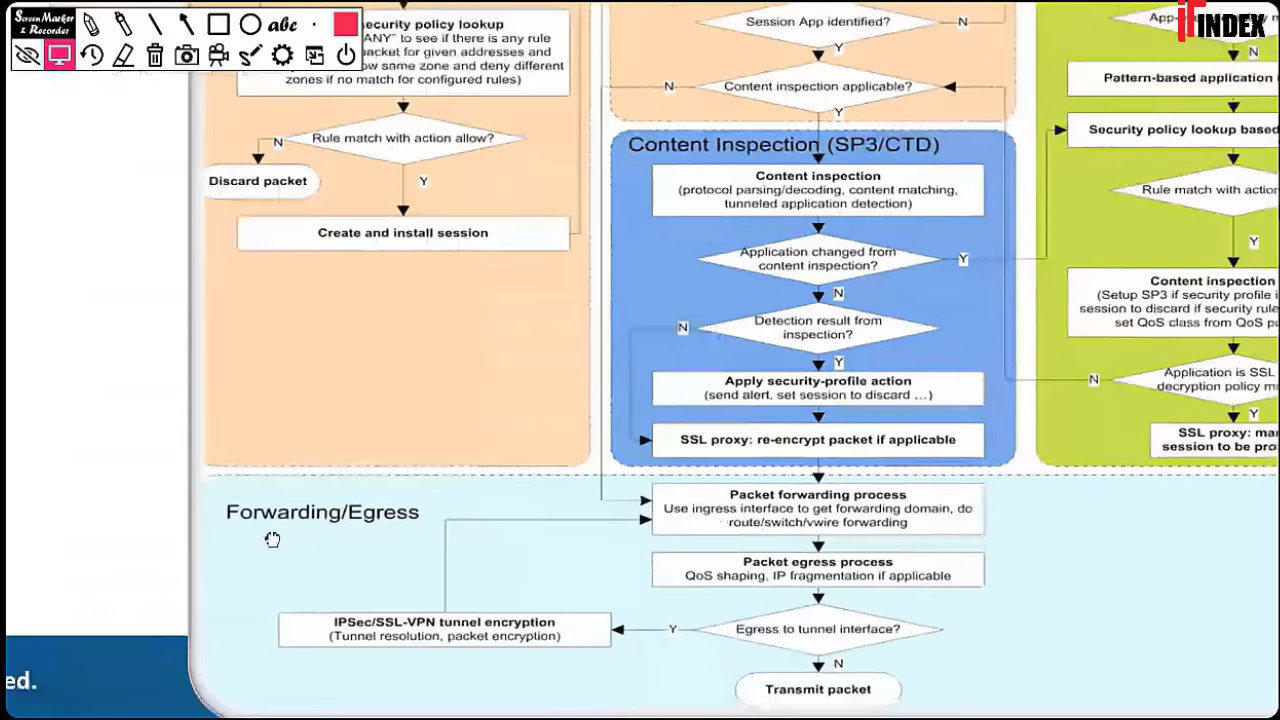 Screen Marker
& Recorder
abc
iT INDEX
security policy lookup
ANY" to see if there is any rule
packet for given addresses and
ow same zone and deny different
zones if no match for configured rules)
Rule match with action allow?
N
Discard packet
Y
Create and install session
Session App identified?
N
Y
Content inspection applicable?
N
Y
Content Inspection (SP3/CTD)
Content inspection
(protocol parsing/decoding, content matching,
tunneled application detection)
Application changed from
content inspection?
Y
N
Detection result from
inspection?
N
Y
Apply security-profile action
(send alert, set session to discard ...)
SSL proxy: re-encrypt packet if applicable
App-
N
Pattern-based application
Security policy lookup based
Rule match with action
Y
Content inspection
(Setup SP3 if security profile i
session to discard if security rule
set QoS class from QoS p
Application is SSL
decryption policy m
N
Y
SSL proxy: ma
session to be pro
Forwarding/Egress
Packet forwarding process
Use ingress interface to get forwarding domain, do
route/switch/vwire forwarding
Packet egress process
QoS shaping, IP fragmentation if applicable
IPSec/SSL-VPN tunnel encryption
(Tunnel resolution, packet encryption)
Y
Egress to tunnel interface?
N
Transmit packet
ed.